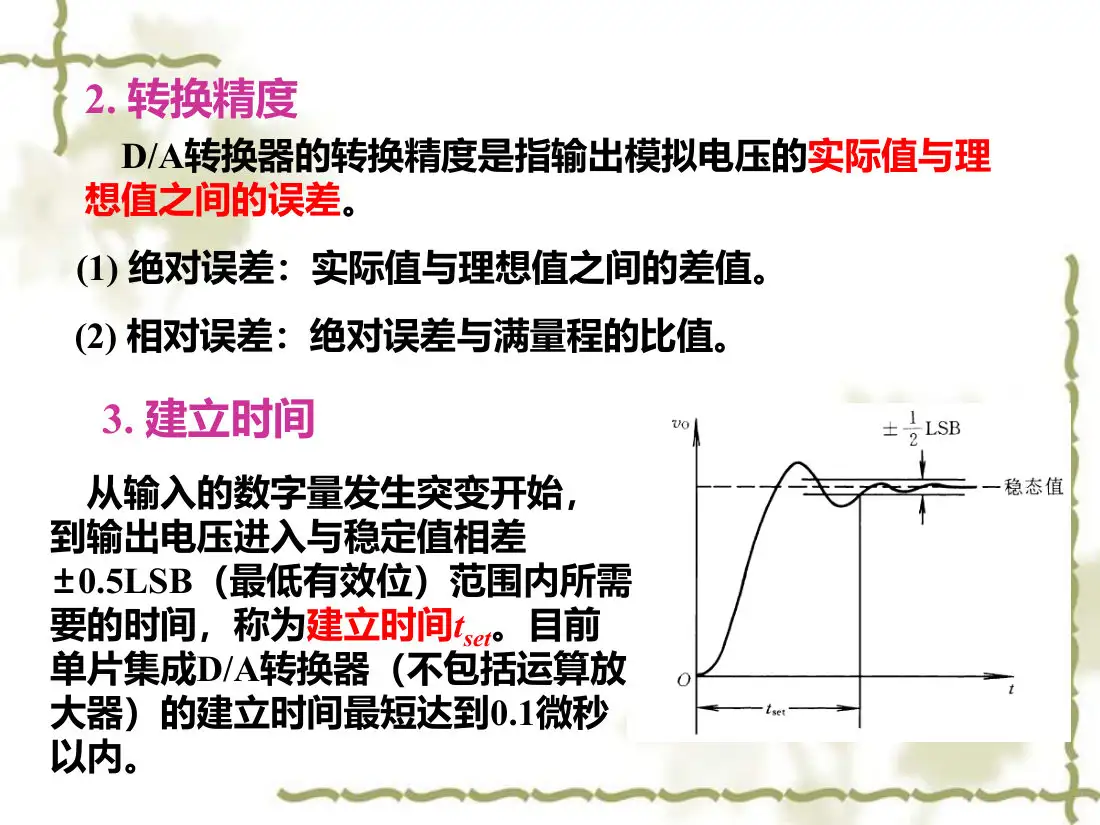 2. 转换精度
D/A转换器的转换精度是指输出模拟电压的实际值与理
想值之间的误差。
(1) 绝对误差：实际值与理想值之间的差值。
(2) 相对误差：绝对误差与满量程的比值。
3. 建立时间
从输入的数字量发生突变开始，
到输出电压进入与稳定值相差
±0.5LSB（最低有效位）范围内所需
要的时间，称为建立时间tset。目前
单片集成D/A转换器（不包括运算放
大器）的建立时间最短达到0.1微秒
以内。
υO
± 1/2 LSB
稳态值
O
t
tset